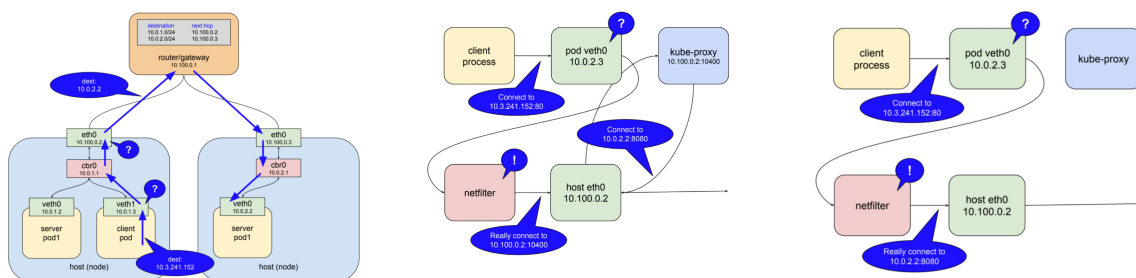 destination next hop
10.0.1.0/24 10.100.0.2
10.0.2.0/24 10.100.0.3
router/gateway
10.100.0.1
dest:
10.0.2.2
eth0
10.100.0.2
?
cbr0
10.0.1.1
?
veth0
10.0.1.2
veth1
10.0.1.3
server
pod1
client
pod
dest:
10.3.241.152
host (node)
eth0
10.100.0.3
cbr0
10.0.2.1
veth0
10.0.2.2
server
pod1
host (node)
client
process
pod veth0
10.0.2.3
?
kube-proxy
10.100.0.2:10400
Connect to
10.3.241.152:80
Connect to
10.0.2.2:8080
!
netfilter
host eth0
10.100.0.2
Really connect to
10.100.0.2:10400
client
process
pod veth0
10.0.2.3
?
kube-proxy
Connect to
10.3.241.152:80
!
netfilter
host eth0
10.100.0.2
Really connect to
10.0.2.2:8080